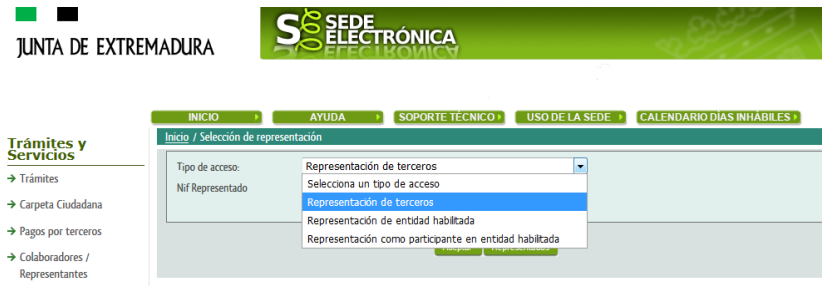 JUNTA DE EXTREMADURA
SEDE
ELECTRÓNICA
INICIO
AYUDA
SOPORTE TÉCNICO
USO DE LA SEDE
CALENDARIO DÍAS INHÁBILES
Trámites y
Servicios
Trámites
Carpeta Ciudadana
Pagos por terceros
Colaboradores /
Representantes
Inicio / Selección de representación
Tipo de acceso:
Representación de terceros
Nif Representado
Selecciona un tipo de acceso
Representación de terceros
Representación de entidad habilitada
Representación como participante en entidad habilitada